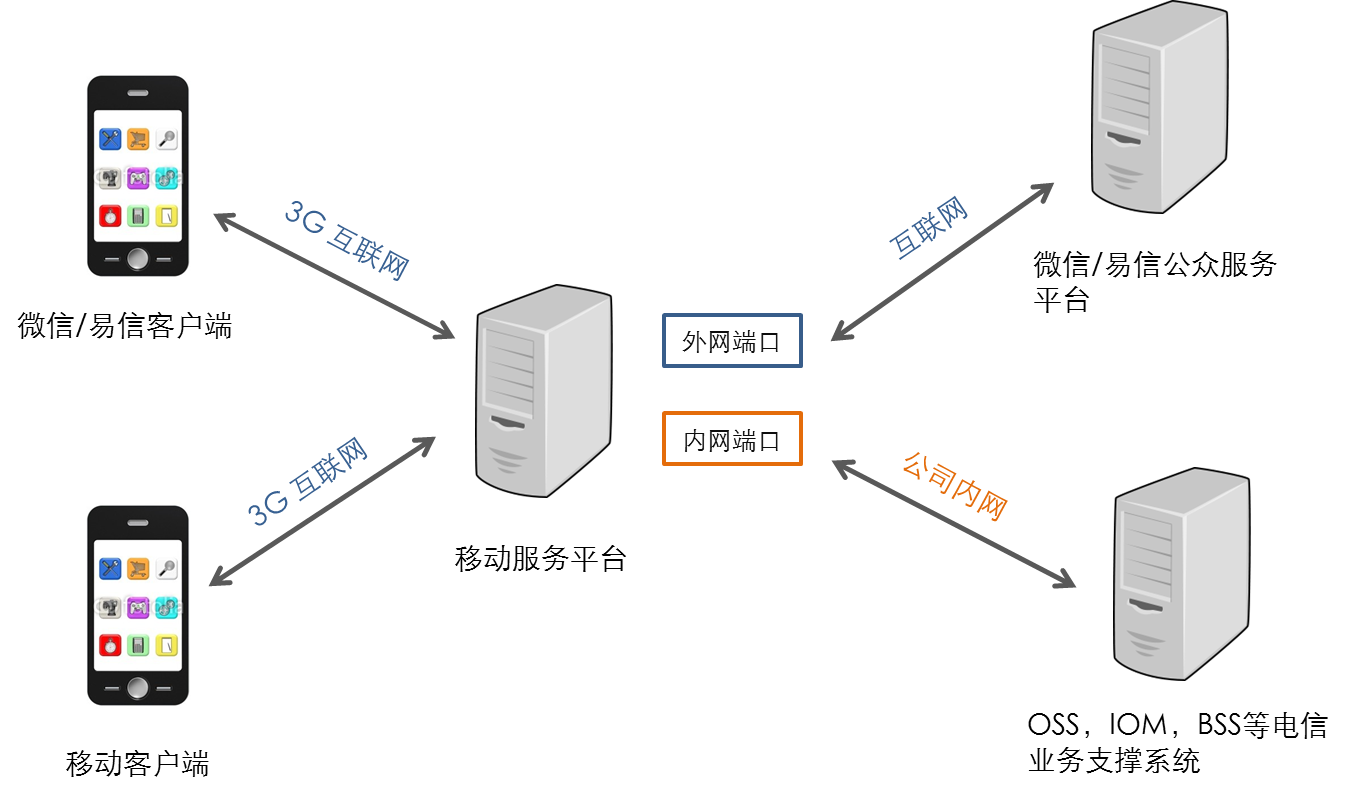 3G 互联网
互联网
微信/易信公众服务
平台
微信/易信客户端
外网端口
内网端口
3G 互联网
公司内网
移动服务平台
OSS，IOM，BSS等电信
业务支撑系统
移动客户端